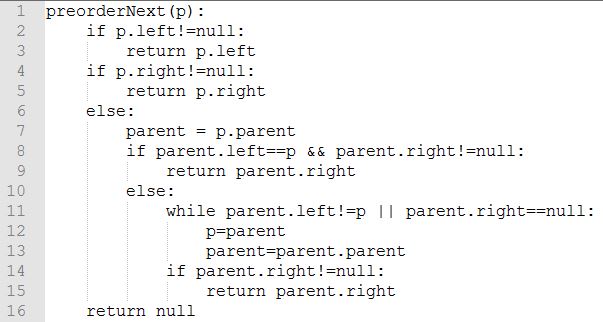 1 preorderNext(p):
2     if p.left!=null:
3         return p.left
4     if p.right!=null:
5         return p.right
6     else:
7         parent = p.parent
8         if parent.left==p && parent.right!=null:
9             return parent.right
10         else:
11             while parent.left!=p || parent.right==null:
12                 p=parent
13                 parent=parent.parent
14             if parent.right!=null:
15                 return parent.right
16     return null